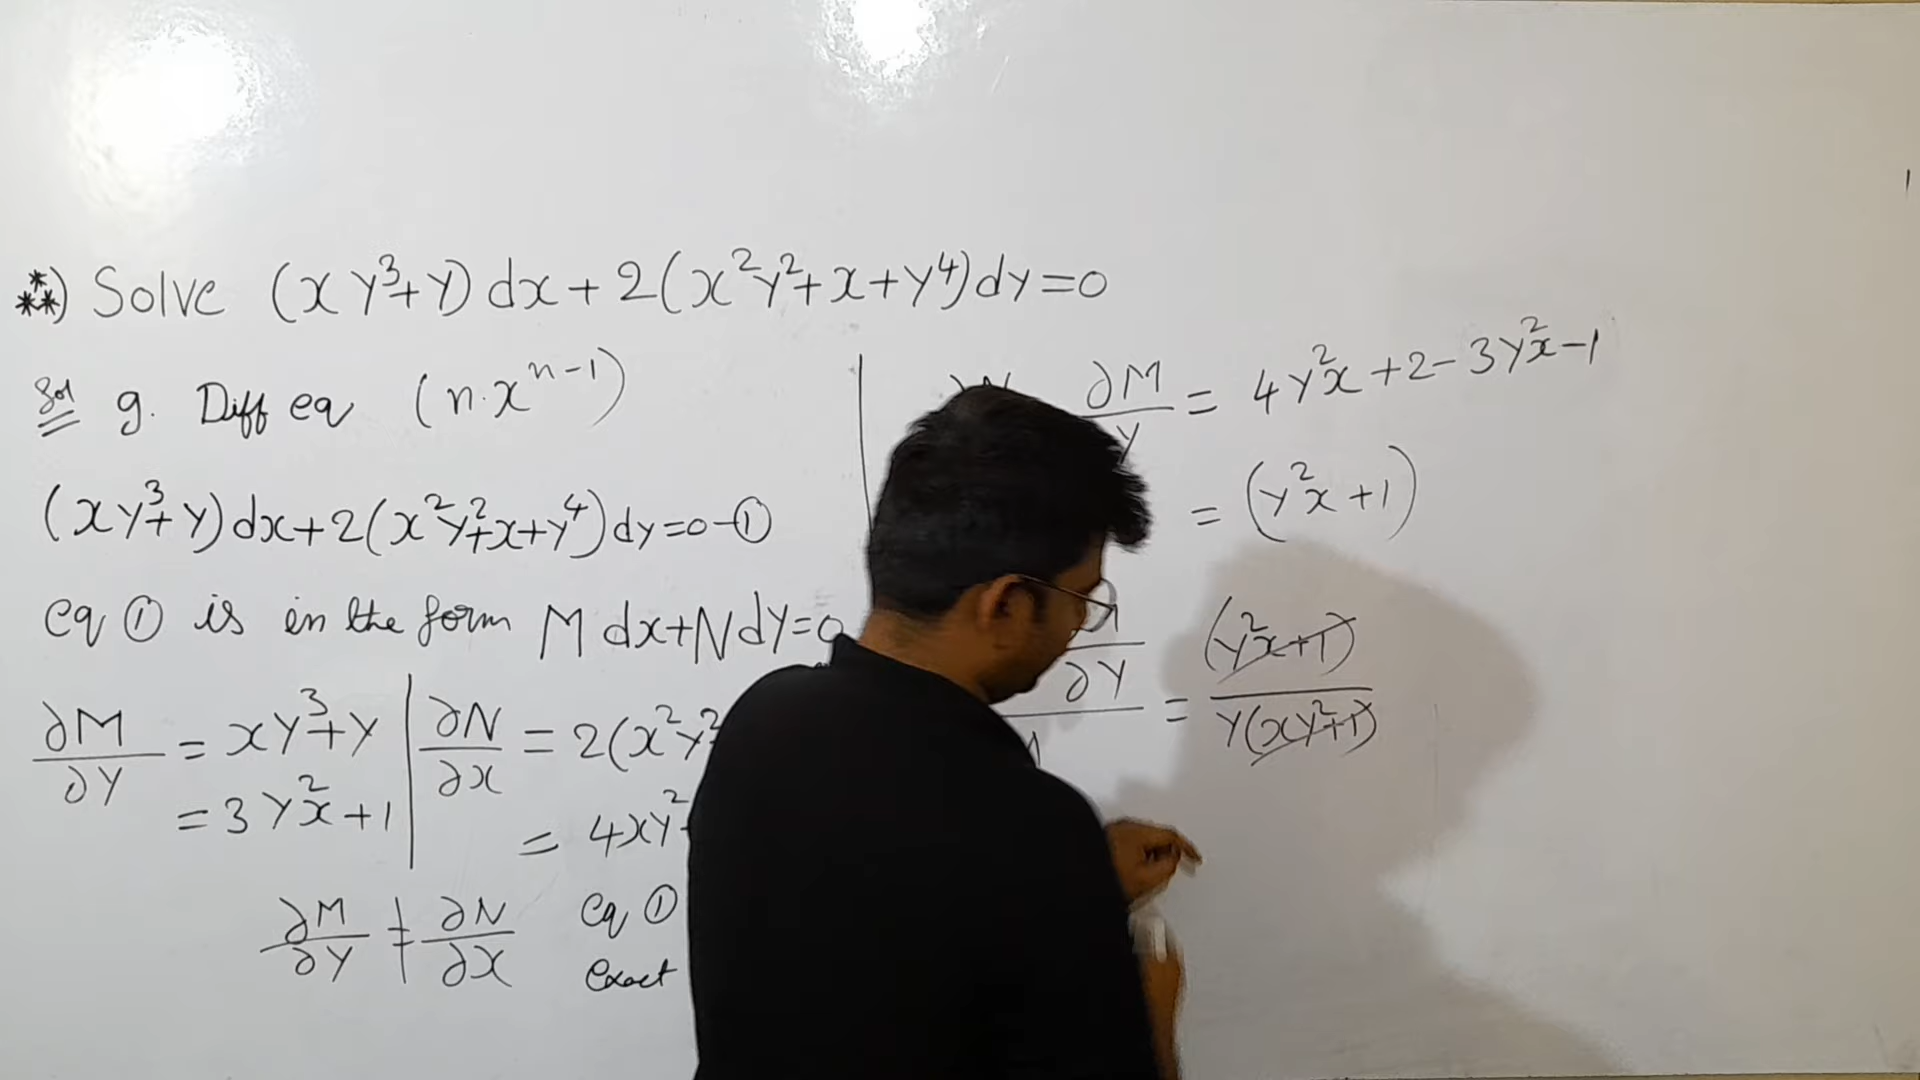 ⁂) Solve (xy³+y)dx+2(x²y²+x+y⁴)dy=0
Sol g. Diff eq (n·xⁿ⁻¹)
(xy³+y)dx+2(x²y²+x+y⁴)dy=0-①
eq ① is in the form Mdx+Ndy=0
∂M/∂y = xy³+y | ∂N/∂x = 2(x²y²
= 3y²x+1 | = 4xy²
∂M/∂y ≠ ∂N/∂x eq ①
exact
∂M/ y = 4y²x+2-3y²x-1
= (y²x+1)
∂y = (y²x+1)/y(xy²+1)